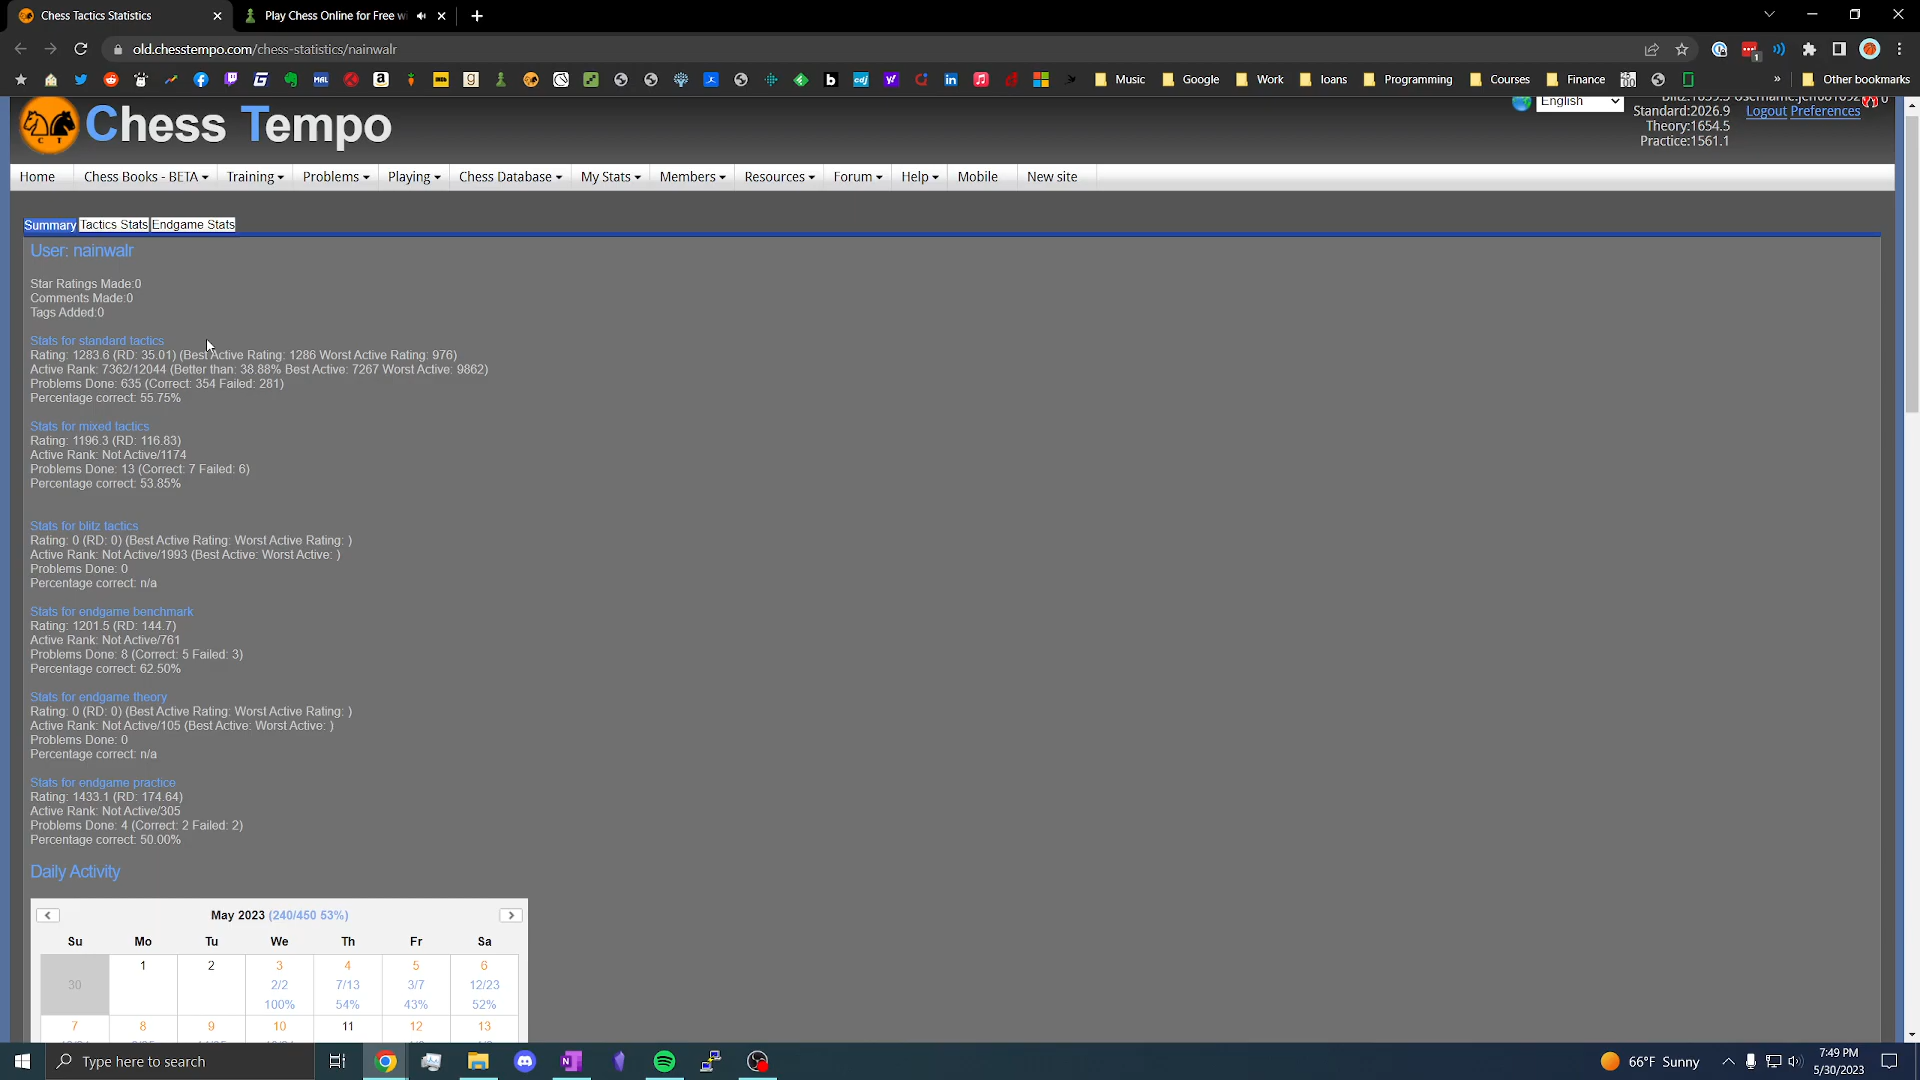 Chess Tempo
English
Standard:2026.9
Logout Preferences
Theory:1654.5
Practice:1561.1
Chess Tactics Statistics
Play Chess Online for Free w
old.chesstempo.com/chess-statistics/nainwalr
Music
Google
Work
loans
Programming
Courses
Finance
Other bookmarks
Home
Chess Books - BETA
Training
Problems
Playing
Chess Database
My Stats
Members
Resources
Forum
Help
Mobile
New site
Summary
Tactics Stats
Endgame Stats
User: nainwalr
Star Ratings Made:0
Comments Made:0
Tags Added:0
Stats for standard tactics
Rating: 1283.6 (RD: 35.01) (Best Active Rating: 1286 Worst Active Rating: 976)
Active Rank: 7362/12044 (Better than: 38.88% Best Active: 7267 Worst Active: 9862)
Problems Done: 635 (Correct: 354 Failed: 281)
Percentage correct: 55.75%
Stats for mixed tactics
Rating: 1196.3 (RD: 116.83)
Active Rank: Not Active/1174
Problems Done: 13 (Correct: 7 Failed: 6)
Percentage correct: 53.85%
Stats for blitz tactics
Rating: 0 (RD: 0) (Best Active Rating: Worst Active Rating: )
Active Rank: Not Active/1993 (Best Active: Worst Active: )
Problems Done: 0
Percentage correct: n/a
Stats for endgame benchmark
Rating: 1201.5 (RD: 144.7)
Active Rank: Not Active/761
Problems Done: 8 (Correct: 5 Failed: 3)
Percentage correct: 62.50%
Stats for endgame theory
Rating: 0 (RD: 0) (Best Active Rating: Worst Active Rating: )
Active Rank: Not Active/105 (Best Active: Worst Active: )
Problems Done: 0
Percentage correct: n/a
Stats for endgame practice
Rating: 1433.1 (RD: 174.64)
Active Rank: Not Active/305
Problems Done: 4 (Correct: 2 Failed: 2)
Percentage correct: 50.00%
Daily Activity
May 2023 (240/450 53%)
Su Mo Tu We Th Fr Sa
30 1 2 3 4 5 6
2/2 7/13 3/7 12/23
100% 54% 43% 52%
7 8 9 10 11 12 13
Type here to search
66°F Sunny
7:49 PM
5/30/2023